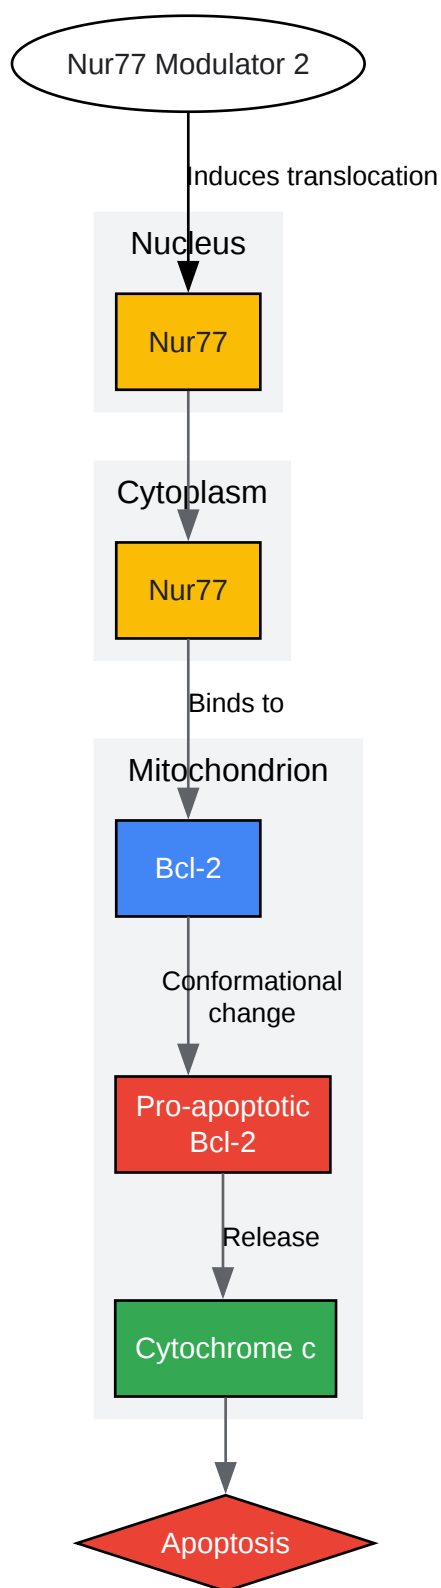 Nur77 Modulator 2
Induces translocation
Nucleus
Nur77
Cytoplasm
Nur77
Binds to
Mitochondrion
Bcl-2
Conformational
change
Pro-apoptotic
Bcl-2
Release
Cytochrome c
Apoptosis